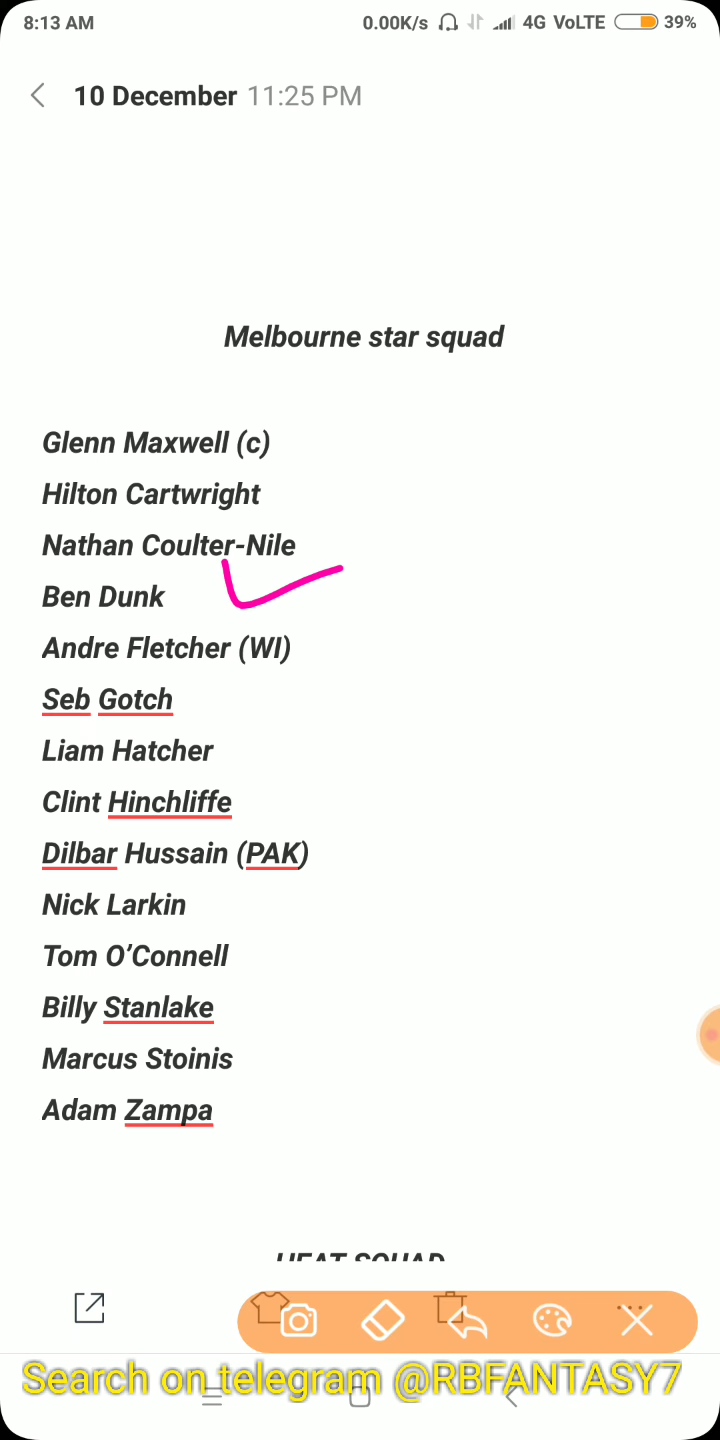 8:13 AM 0.00K/s 4G VoLTE 39%
10 December 11:25 PM
Melbourne star squad
Glenn Maxwell (c)
Hilton Cartwright
Nathan Coulter-Nile
Ben Dunk
Andre Fletcher (WI)
Seb Gotch
Liam Hatcher
Clint Hinchliffe
Dilbar Hussain (PAK)
Nick Larkin
Tom O’Connell
Billy Stanlake
Marcus Stoinis
Adam Zampa
HEAT SQUAD
Search on telegram @RBFANTASY7